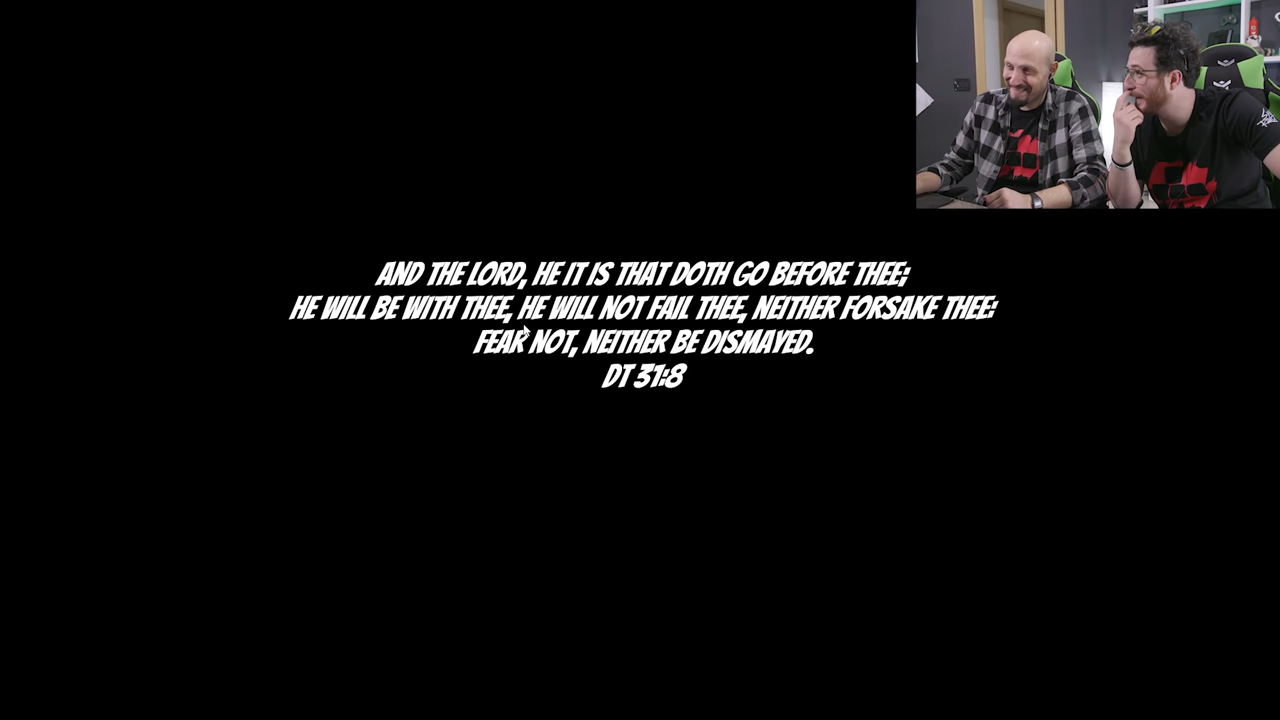 AND THE LORD, HE IT IS THAT DOTH GO BEFORE THEE;
HE WILL BE WITH THEE, HE WILL NOT FAIL THEE, NEITHER FORSAKE THEE:
FEAR NOT, NEITHER BE DISMAYED.
DT 31:8